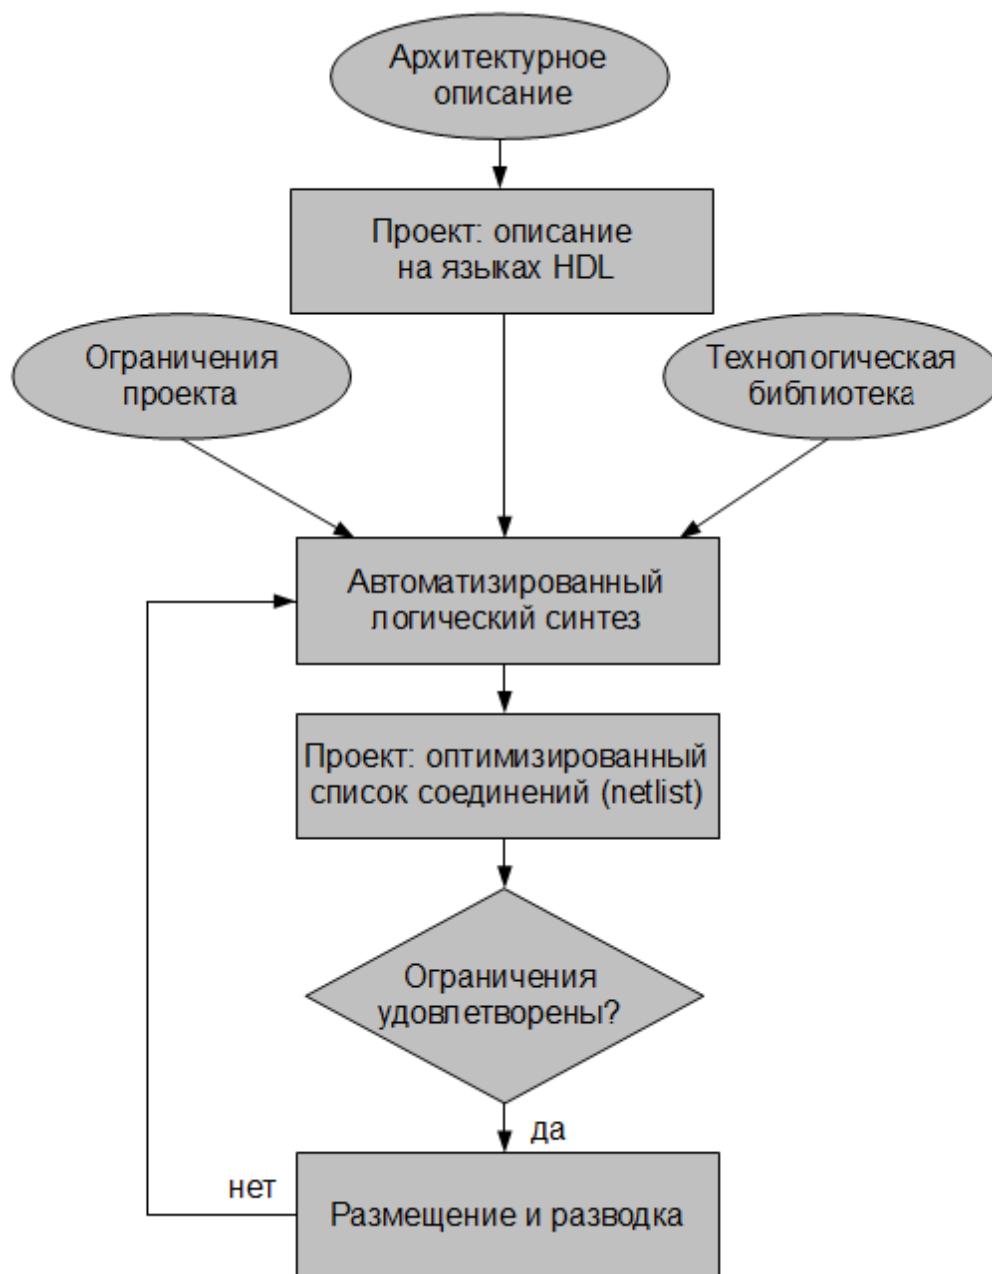 Архитектурное
описание
Проект: описание
на языках HDL
Ограничения
проекта
Технологическая
библиотека
Автоматизированный
логический синтез
Проект: оптимизированный
список соединений (netlist)
Ограничения
удовлетворены?
да
нет
Размещение и разводка